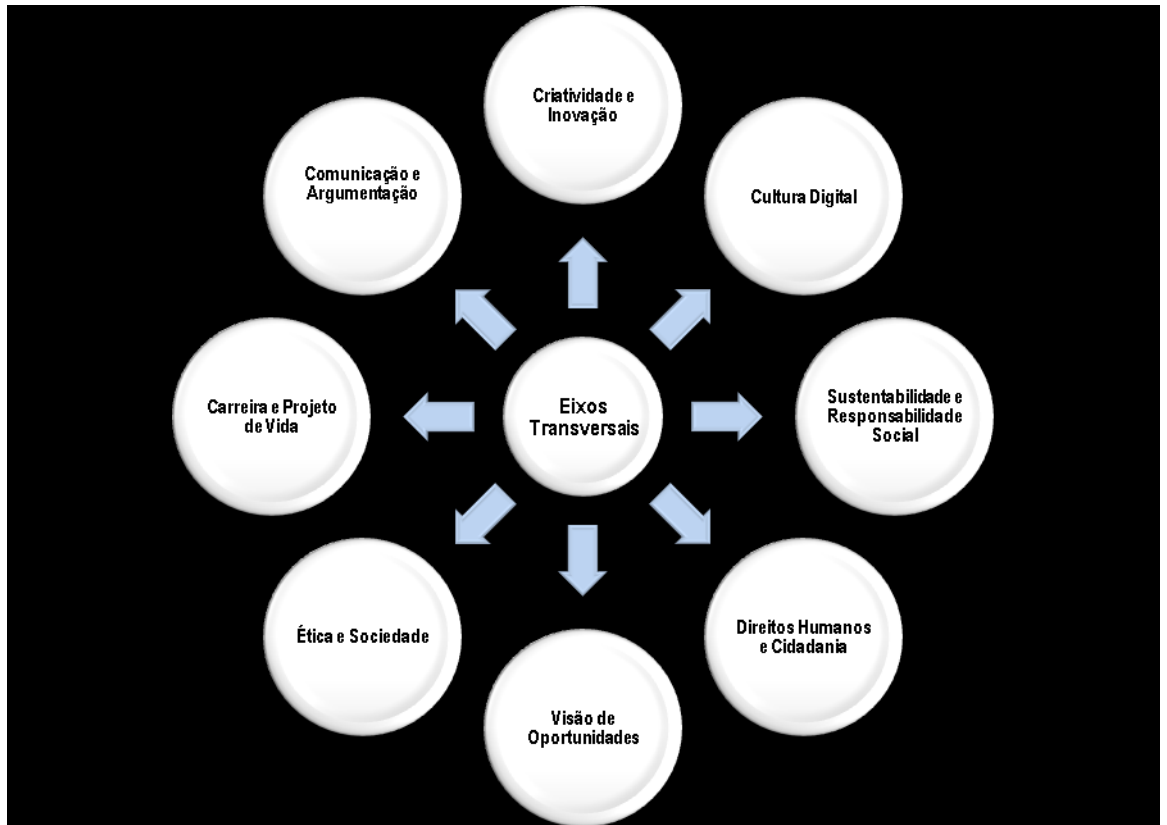 Criatividade e
Inovação
Cultura Digital
Sustentabilidade e
Responsabilidade
Social
Direitos Humanos
e Cidadania
Visão de
Oportunidades
Ética e Sociedade
Carreira e Projeto
de Vida
Comunicação e
Argumentação
Eixos
Transversais